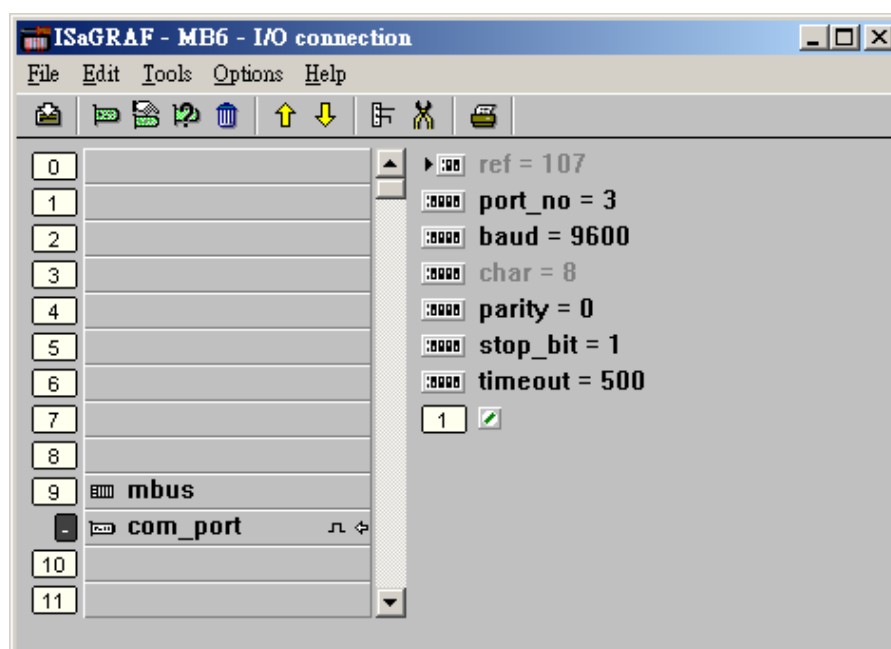 ISaGRAF - MB6 - I/O connection
File Edit Tools Options Help
0
1
2
3
4
5
6
7
8
9 mbus
- com_port
10
11
ref = 107
port_no = 3
baud = 9600
char = 8
parity = 0
stop_bit = 1
timeout = 500
1